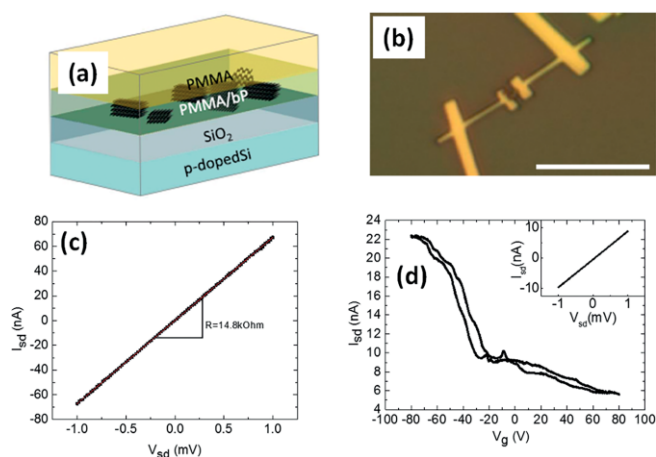 (a)
PMMA
PMMA/bP
SiO2
p-dopedSi
(b)
(c)
80
60
40
20
0
-20
-40
-60
-80
Isd (nA)
R=14.8kOhm
-1.0 -0.5 0.0 0.5 1.0
Vsd (mV)
(d)
24
22
20
18
16
14
12
10
8
6
4
Isd (nA)
-100 -80 -60 -40 -20 0 20 40 60 80 100
Vg (V)
10
0
-10
Isd(nA)
-1 0 1
Vsd(mV)